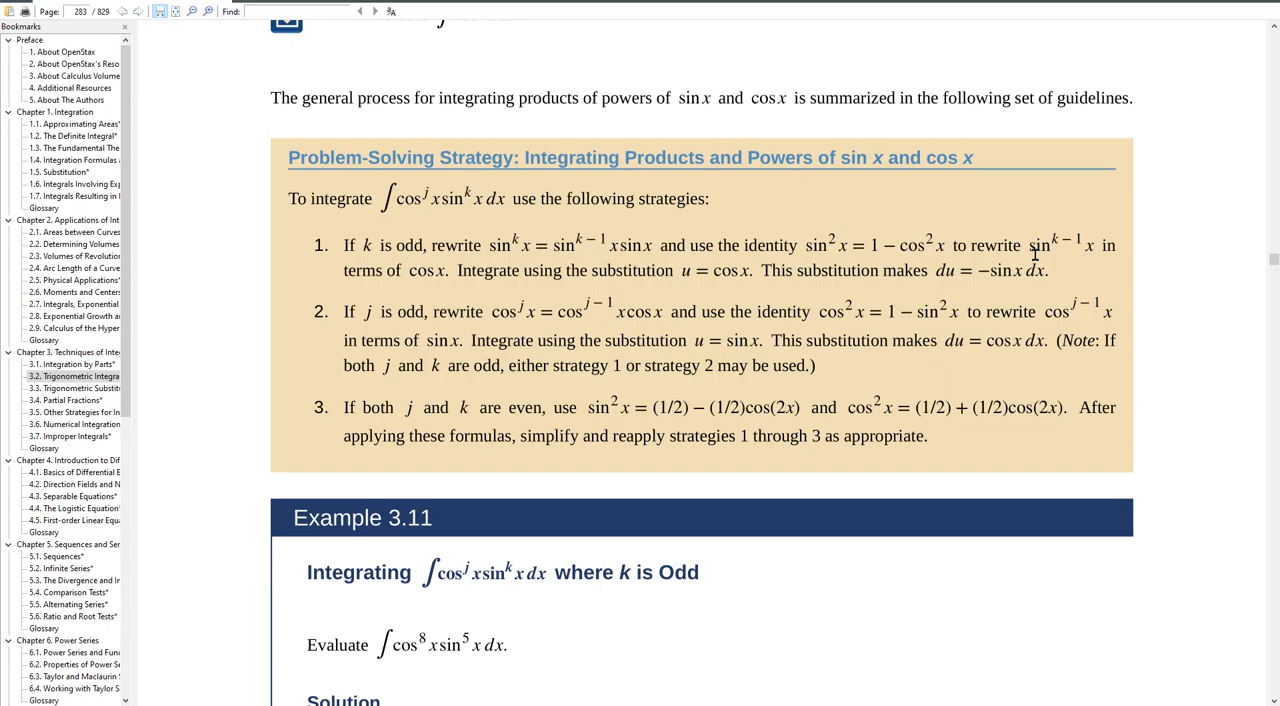 Page: 283 / 829 Find:
Bookmarks ×
Preface
1. About OpenStax
2. About OpenStax's Reso
3. About Calculus Volume
4. Additional Resources
5. About The Authors
Chapter 1. Integration
1.1. Approximating Areas*
1.2. The Definite Integral*
1.3. The Fundamental The
1.4. Integration Formulas a
1.5. Substitution*
1.6. Integrals Involving Exp
1.7. Integrals Resulting in I
Glossary
Chapter 2. Applications of Int
2.1. Areas between Curves
2.2. Determining Volumes
2.3. Volumes of Revolution
2.4. Arc Length of a Curve
2.5. Physical Applications*
2.6. Moments and Centers
2.7. Integrals, Exponential
2.8. Exponential Growth an
2.9. Calculus of the Hyper
Glossary
Chapter 3. Techniques of Inte
3.1. Integration by Parts*
3.2. Trigonometric Integra
3.3. Trigonometric Substit
3.4. Partial Fractions*
3.5. Other Strategies for In
3.6. Numerical Integration
3.7. Improper Integrals*
Glossary
Chapter 4. Introduction to Dif
4.1. Basics of Differential E
4.2. Direction Fields and N
4.3. Separable Equations*
4.4. The Logistic Equation*
4.5. First-order Linear Equa
Glossary
Chapter 5. Sequences and Ser
5.1. Sequences*
5.2. Infinite Series*
5.3. The Divergence and In
5.4. Comparison Tests*
5.5. Alternating Series*
5.6. Ratio and Root Tests*
Glossary
Chapter 6. Power Series
6.1. Power Series and Func
6.2. Properties of Power Se
6.3. Taylor and Maclaurin S
6.4. Working with Taylor S
Glossary
The general process for integrating products of powers of sin x and cos x is summarized in the following set of guidelines.
Problem-Solving Strategy: Integrating Products and Powers of sin x and cos x
To integrate ∫cos^j x sin^k x dx use the following strategies:
1. If k is odd, rewrite sin^k x = sin^(k − 1) x sin x and use the identity sin² x = 1 − cos² x to rewrite sin^(k − 1) x in
terms of cos x. Integrate using the substitution u = cos x. This substitution makes du = −sin x dx.
2. If j is odd, rewrite cos^j x = cos^(j − 1) x cos x and use the identity cos² x = 1 − sin² x to rewrite cos^(j − 1) x
in terms of sin x. Integrate using the substitution u = sin x. This substitution makes du = cos x dx. (Note: If
both j and k are odd, either strategy 1 or strategy 2 may be used.)
3. If both j and k are even, use sin² x = (1/2) − (1/2)cos(2x) and cos² x = (1/2) + (1/2)cos(2x). After
applying these formulas, simplify and reapply strategies 1 through 3 as appropriate.
Example 3.11
Integrating ∫cos^j x sin^k x dx where k is Odd
Evaluate ∫cos⁸ x sin⁵ x dx.
Solution